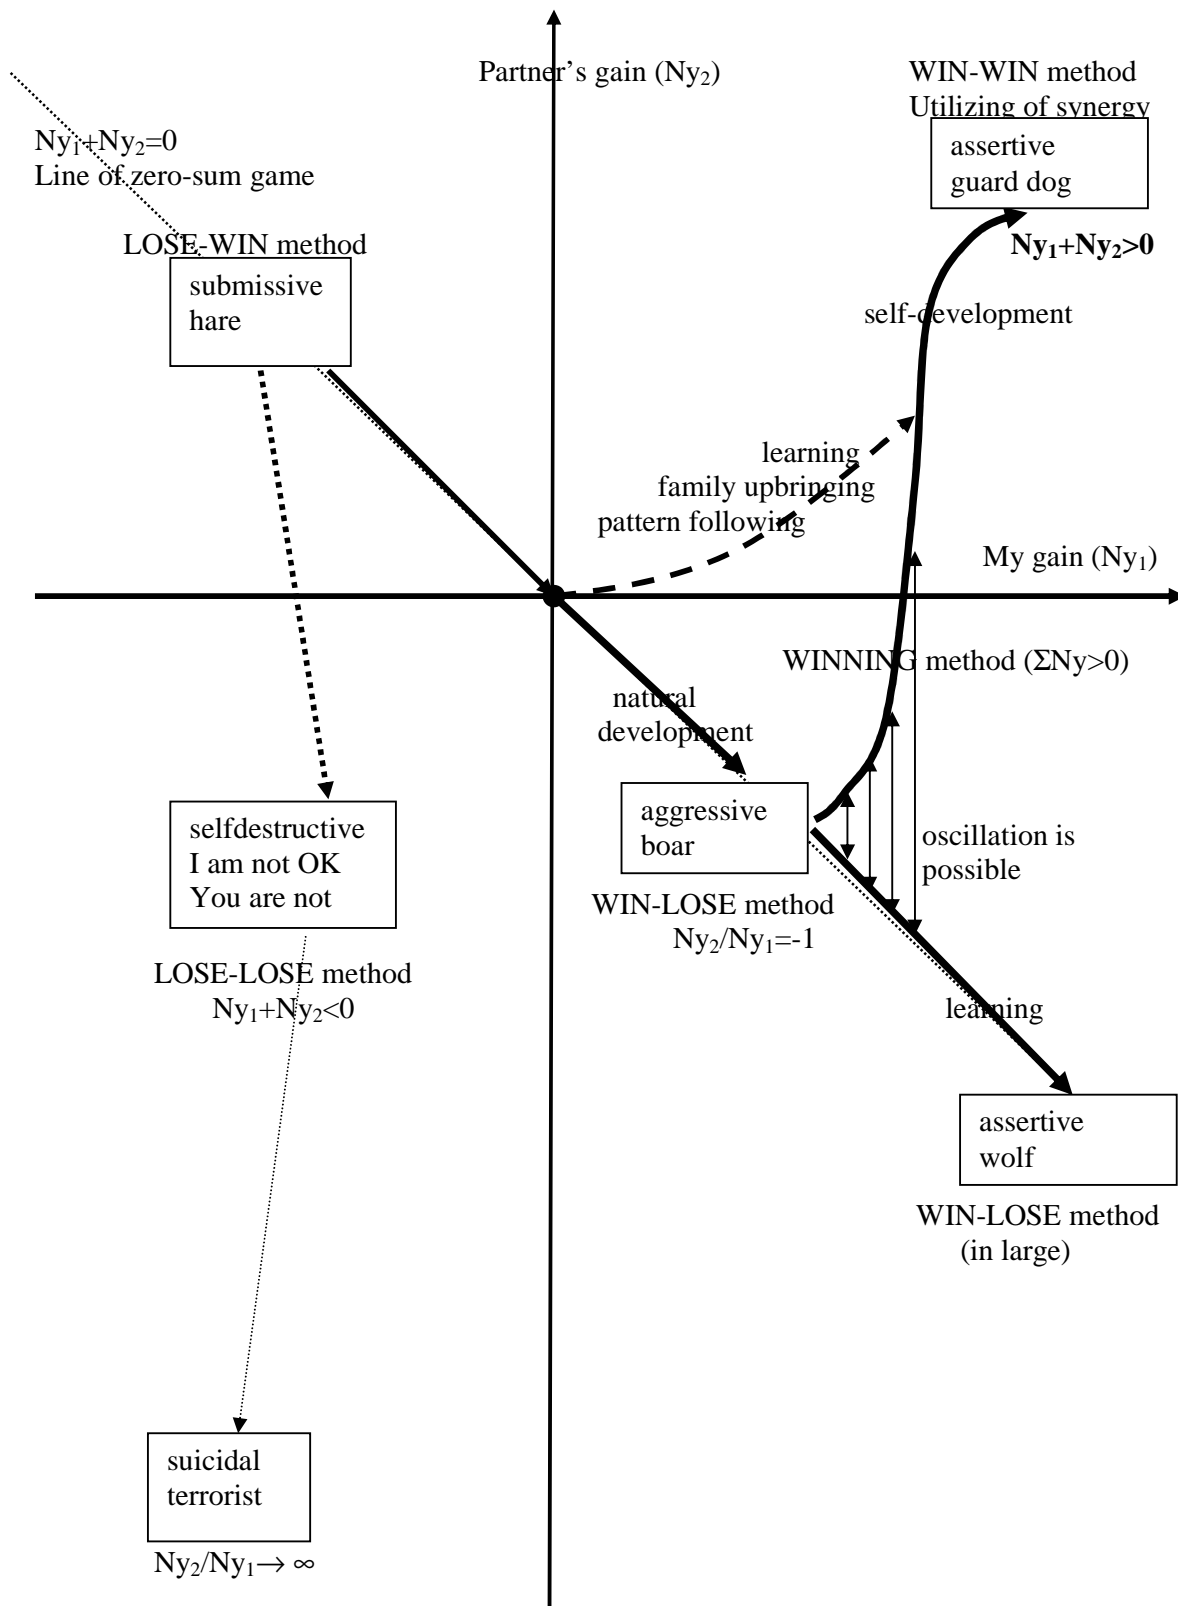 Partner’s gain (Ny₂)
WIN-WIN method
Utilizing of synergy
assertive
guard dog
Ny₁+Ny₂>0
Ny₁+Ny₂=0
Line of zero-sum game
LOSE-WIN method
submissive
hare
self-development
learning
family upbringing
pattern following
My gain (Ny₁)
WINNING method (ΣNy>0)
natural
development
aggressive
boar
WIN-LOSE method
Ny₂/Ny₁=-1
oscillation is
possible
selfdestructive
I am not OK
You are not
LOSE-LOSE method
Ny₁+Ny₂<0
learning
assertive
wolf
WIN-LOSE method
(in large)
suicidal
terrorist
Ny₂/Ny₁→ ∞